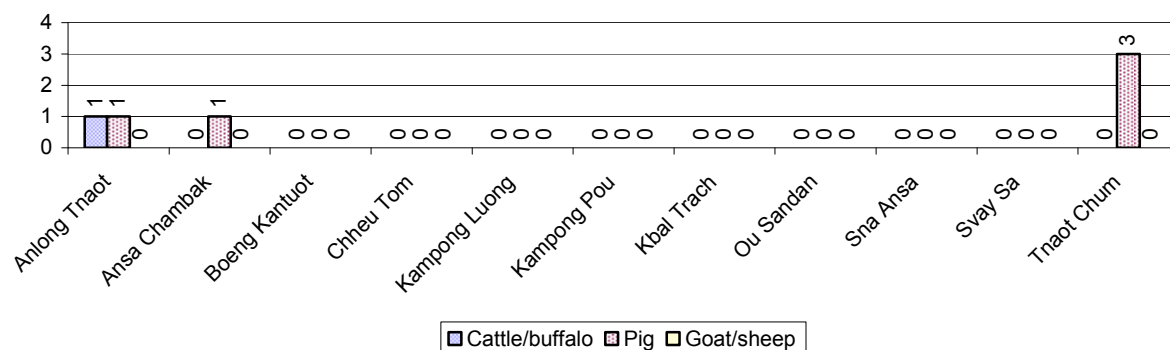 4
3
2
1
0
1 1 0 0 1 0 0 0 0 0 0 0 0 0 0 0 0 0 0 0 0 0 0 0 0 0 0 0 0 0 0 3 0
Anlong Tnaot
Ansa Chambak
Boeng Kantuot
Chheu Tom
Kampong Luong
Kampong Pou
Kbal Trach
Ou Sandan
Sna Ansa
Svay Sa
Tnaot Chum
Cattle/buffalo Pig Goat/sheep